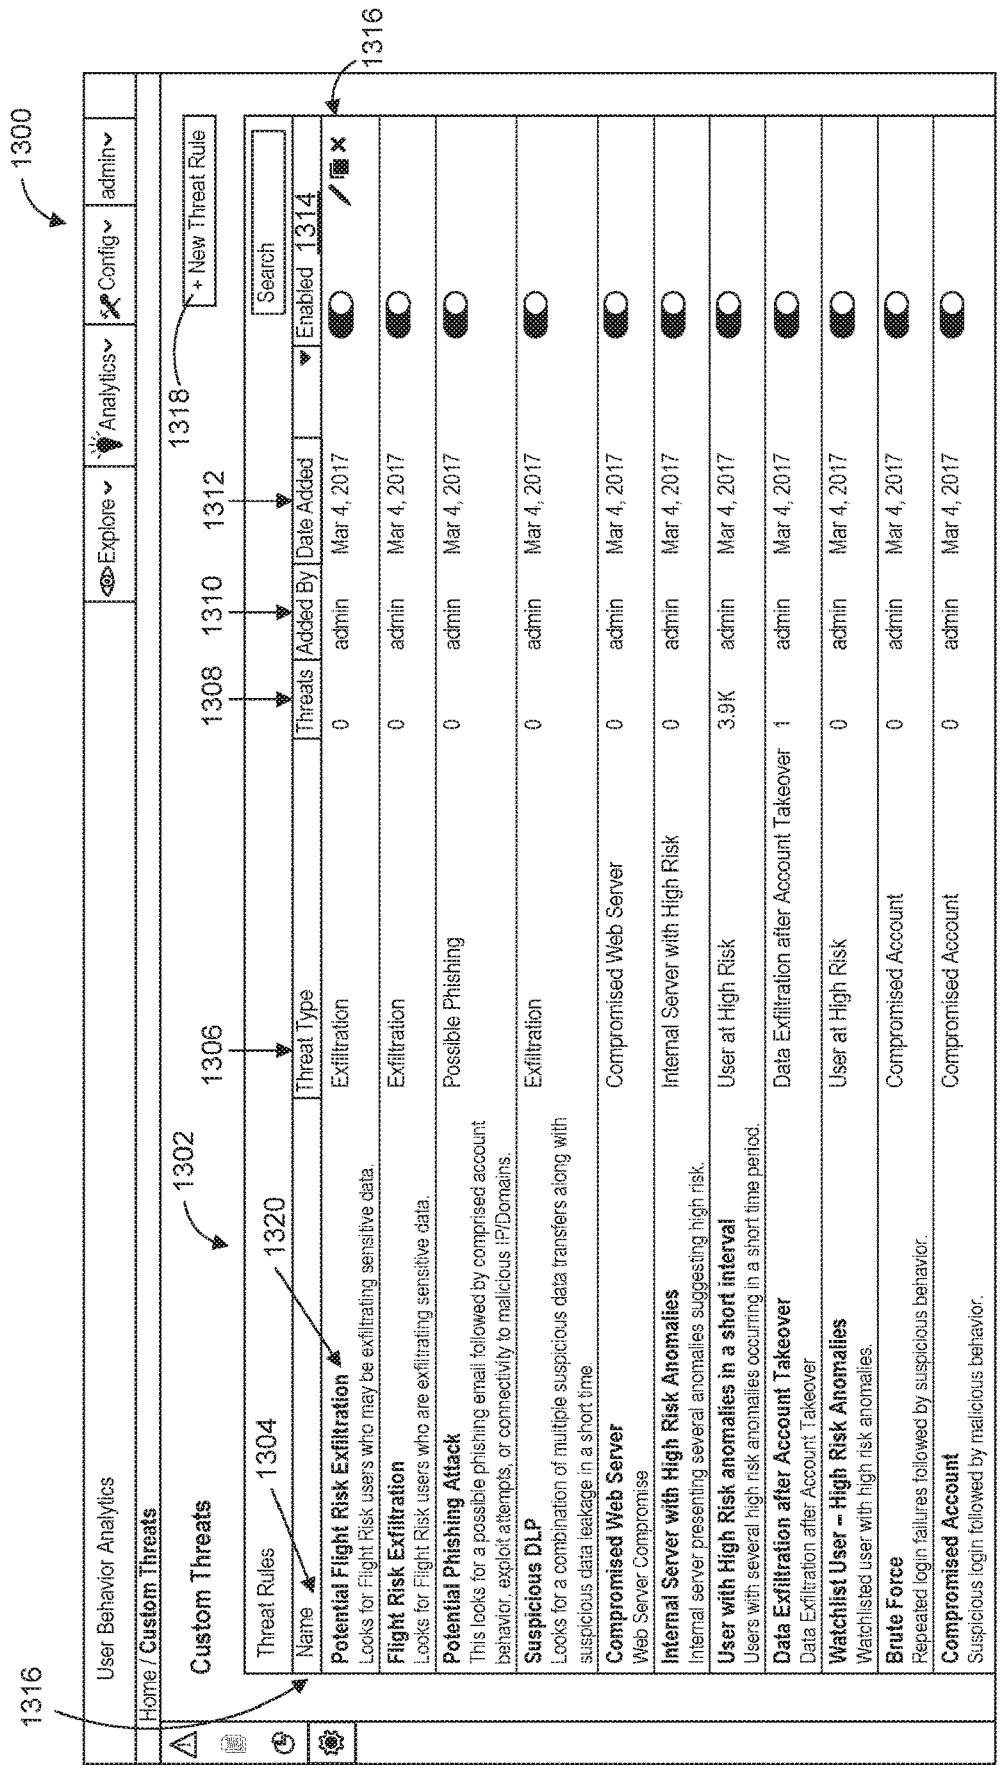 1300
User Behavior Analytics
Explore
Analytics
Config
admin
1316
Home / Custom Threats
Custom Threats
1302
1318
+ New Threat Rule
Threat Rules
1304
1320
1306
1308
1310
1312
Search
Name
Threat Type
Threats
Added By
Date Added
Enabled
1314
1316
Potential Flight Risk Exfiltration
Exfiltration
0
admin
Mar 4, 2017
Looks for Flight Risk users who may be exfiltrating sensitive data.
Flight Risk Exfiltration
Exfiltration
0
admin
Mar 4, 2017
Looks for Flight Risk users who are exfiltrating sensitive data.
Potential Phishing Attack
Possible Phishing
0
admin
Mar 4, 2017
This looks for a possible phishing email followed by comprised account
behavior, exploit attempts, or connectivity to malicious IP/Domains.
Suspicious DLP
Exfiltration
0
admin
Mar 4, 2017
Looks for a combination of multiple suspicious data transfers along with
suspicious data leakage in a short time
Compromised Web Server
Compromised Web Server
0
admin
Mar 4, 2017
Web Server Compromise
Internal Server with High Risk Anomalies
Internal Server with High Risk
0
admin
Mar 4, 2017
Internal server presenting several anomalies suggesting high risk.
User with High Risk anomalies in a short interval
User at High Risk
3.9K
admin
Mar 4, 2017
Users with several high risk anomalies occurring in a short time period.
Data Exfiltration after Account Takeover
Data Exfiltration after Account Takeover
1
admin
Mar 4, 2017
Data Exfiltration after Account Takeover
Watchlist User – High Risk Anomalies
User at High Risk
0
admin
Mar 4, 2017
Watchlisted user with high risk anomalies.
Brute Force
Compromised Account
0
admin
Mar 4, 2017
Repeated login failures followed by suspicious behavior.
Compromised Account
Compromised Account
0
admin
Mar 4, 2017
Suspicious login followed by malicious behavior.